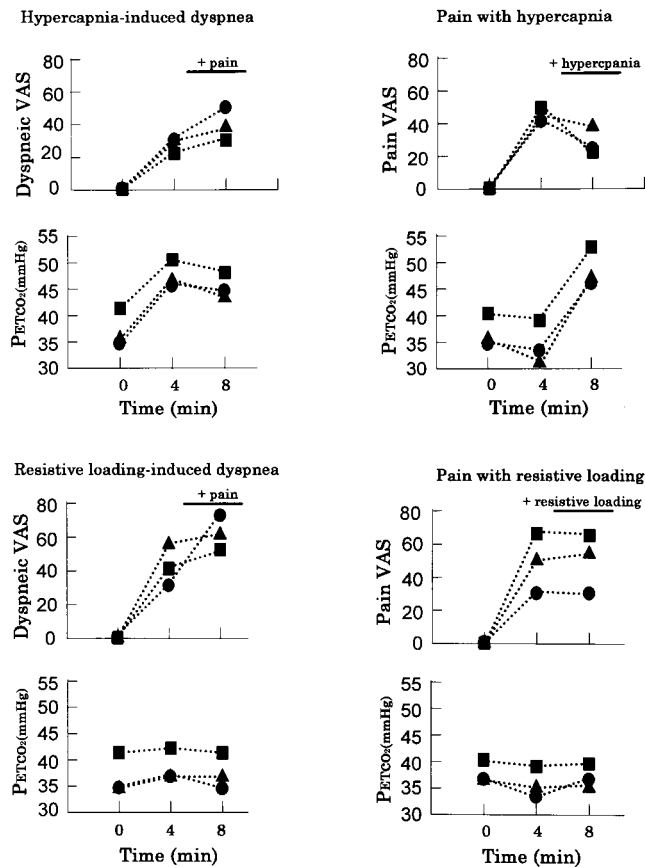 Hypercapnia-induced dyspnea
+ pain
Dyspneic VAS
80
60
40
20
0
PETCO2(mmHg)
55
50
45
40
35
30
0 4 8
Time (min)
Pain with hypercapnia
+ hypercpania
Pain VAS
80
60
40
20
0
PETCO2(mmHg)
55
50
45
40
35
30
0 4 8
Time (min)
Resistive loading-induced dyspnea
+ pain
Dyspneic VAS
80
60
40
20
0
PETCO2(mmHg)
55
51
45
41
35
30
0 4 8
Time (min)
Pain with resistive loading
+ resistive loading
Pain VAS
80
60
40
20
0
PETCO2(mmHg)
55
50
45
40
35
30
0 4 8
Time (min)